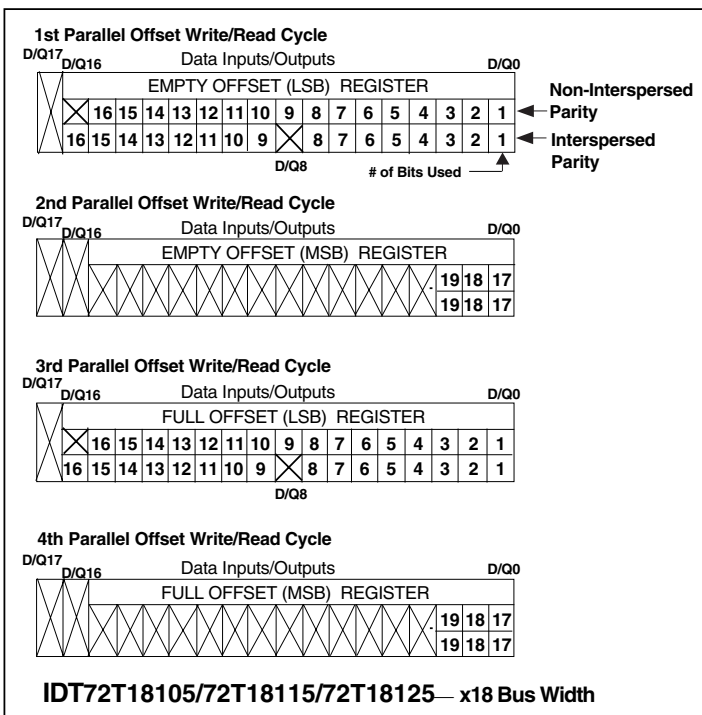 1st Parallel Offset Write/Read Cycle
D/Q17 D/Q16 Data Inputs/Outputs D/Q0
EMPTY OFFSET (LSB) REGISTER
16 15 14 13 12 11 10 9 8 7 6 5 4 3 2 1 Non-Interspersed Parity
16 15 14 13 12 11 10 9 8 7 6 5 4 3 2 1 Interspersed Parity
D/Q8 # of Bits Used
2nd Parallel Offset Write/Read Cycle
D/Q17 D/Q16 Data Inputs/Outputs D/Q0
EMPTY OFFSET (MSB) REGISTER
19 18 17
19 18 17
3rd Parallel Offset Write/Read Cycle
D/Q17 D/Q16 Data Inputs/Outputs D/Q0
FULL OFFSET (LSB) REGISTER
16 15 14 13 12 11 10 9 8 7 6 5 4 3 2 1
16 15 14 13 12 11 10 9 8 7 6 5 4 3 2 1
D/Q8
4th Parallel Offset Write/Read Cycle
D/Q17 D/Q16 Data Inputs/Outputs D/Q0
FULL OFFSET (MSB) REGISTER
19 18 17
19 18 17
IDT72T18105/72T18115/72T18125— x18 Bus Width